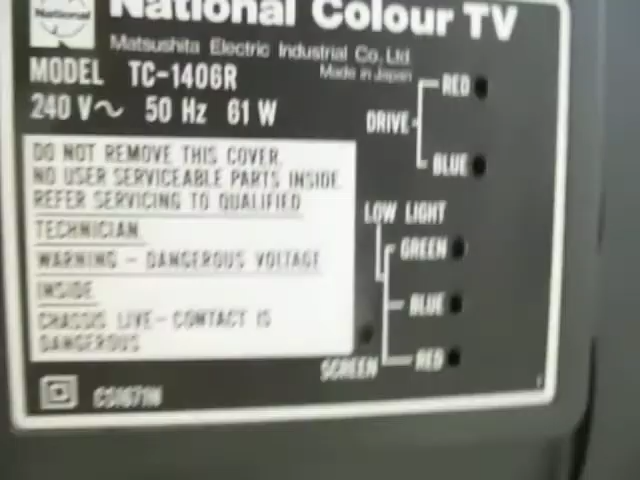 National
National Colour TV
Matsushita Electric Industrial Co., Ltd.
Made in Japan
MODEL TC-1406R
240 V～ 50 Hz 61 W
DO NOT REMOVE THIS COVER.
NO USER SERVICEABLE PARTS INSIDE.
REFER SERVICING TO QUALIFIED
TECHNICIAN.
WARNING - DANGEROUS VOLTAGE
INSIDE
CHASSIS LIVE - CONTACT IS
DANGEROUS
DRIVE
RED
BLUE
LOW LIGHT
GREEN
BLUE
RED
SCREEN